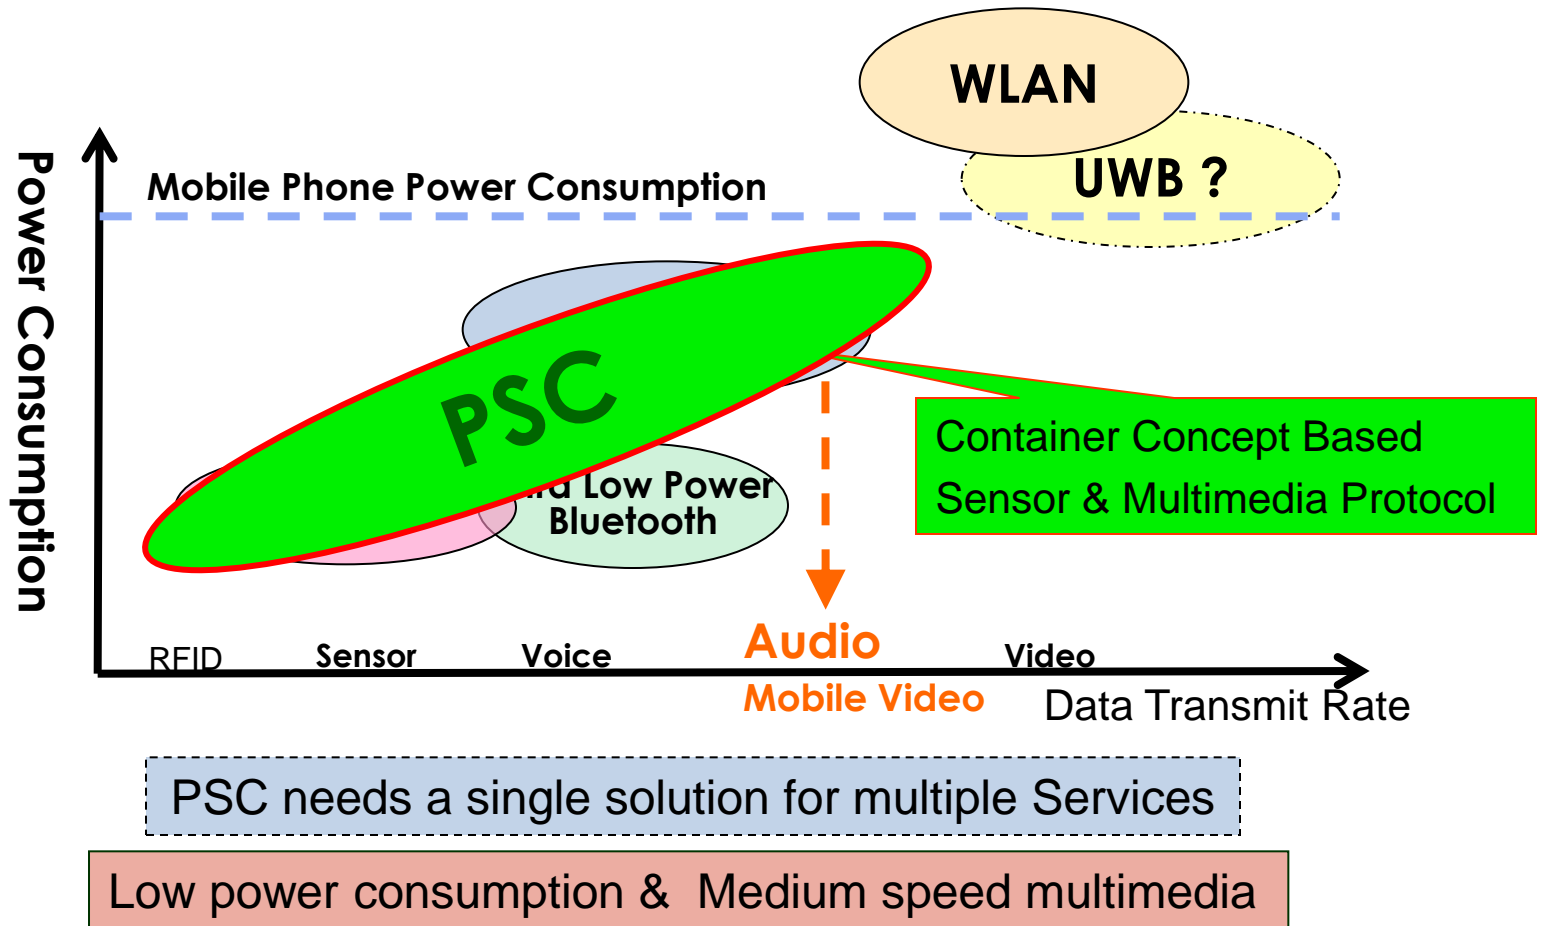 WLAN
UWB ?
Power Consumption
Mobile Phone Power Consumption
PSC
Low Power
Bluetooth
Container Concept Based
Sensor & Multimedia Protocol
RFID
Sensor
Voice
Audio
Video
Mobile Video
Data Transmit Rate
PSC needs a single solution for multiple Services
Low power consumption & Medium speed multimedia